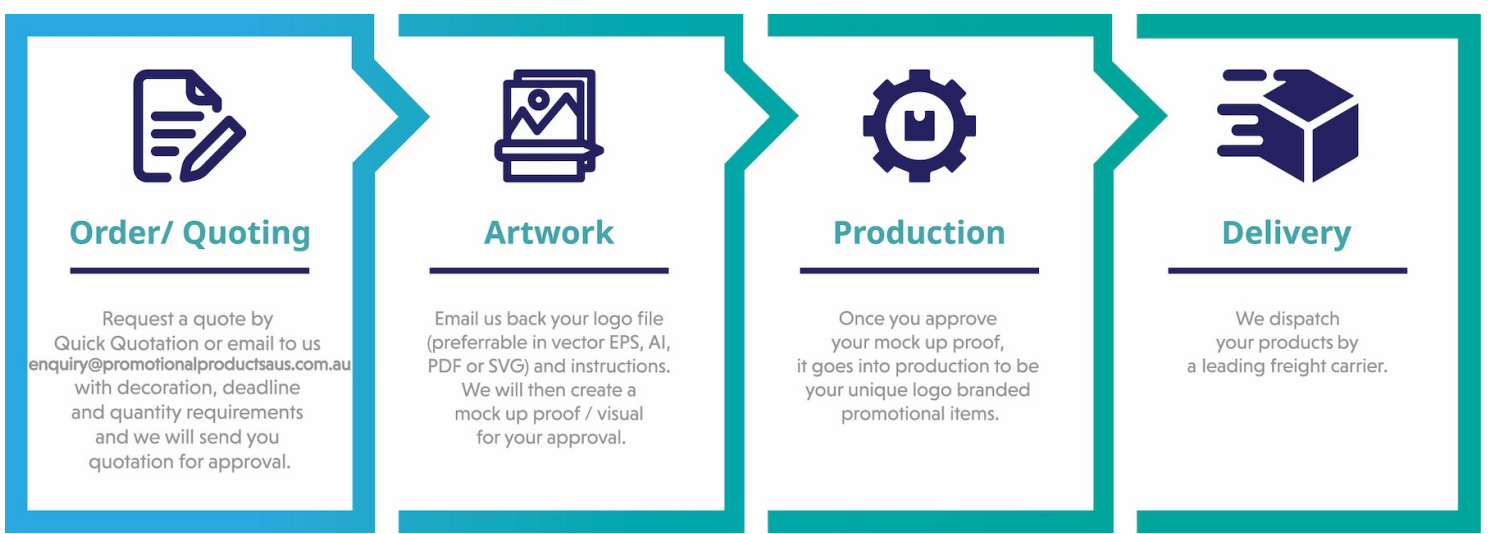 Order/ Quoting
Request a quote by
Quick Quotation or email to us
enquiry@promotionalproductsaus.com.au
with decoration, deadline
and quantity requirements
and we will send you
quotation for approval.
Artwork
Email us back your logo file
(preferrable in vector EPS, AI,
PDF or SVG) and instructions.
We will then create a
mock up proof / visual
for your approval.
Production
Once you approve
your mock up proof,
it goes into production to be
your unique logo branded
promotional items.
Delivery
We dispatch
your products by
a leading freight carrier.